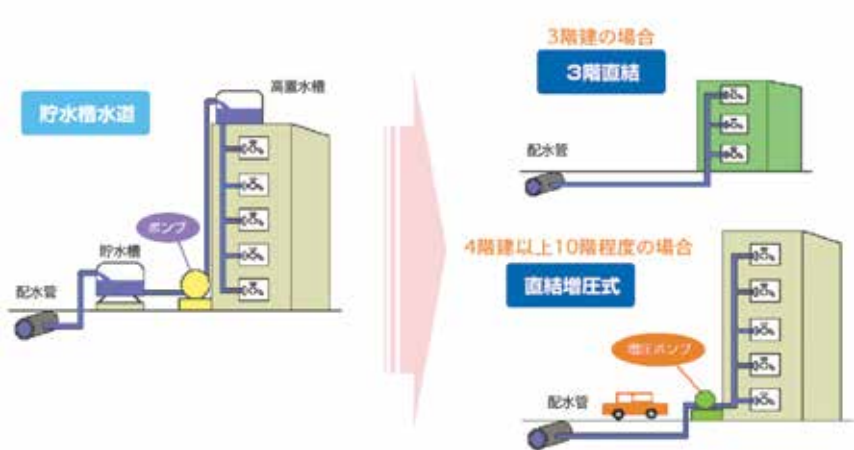 貯水槽水道
高置水槽
ポンプ
貯水槽
配水管
3階建の場合
3階直結
配水管
4階建以上10階程度の場合
直結増圧式
増圧ポンプ
配水管